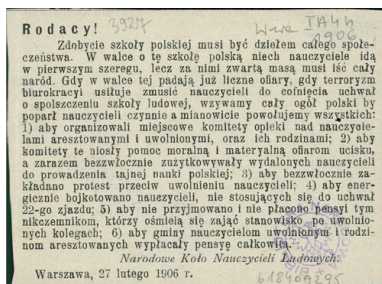 Rodacy!
39217
IA4h
1906
Zdobycie szkoły polskiej musi być dziełem całego społe-
czeństwa. W walce o tę szkołę polską niech nauczyciele idą
w pierwszym szeregu, lecz za nimi zwartą masą musi iść cały
naród. Gdy w walce tej padają już liczne ofiary, gdy terroryzm
biurokracyi usiłuje zmusić nauczycieli do cofnięcia uchwał
o spolszczeniu szkoły ludowej, wzywamy cały ogół polski by
poparł nauczycieli czynnie a mianowicie powołujemy wszystkich:
1) aby organizowali miejscowe komitety opieki nad nauczycie-
lami aresztowanymi i uwolnionymi, oraz ich rodzinami; 2) aby
komitety te niosły pomoc moralną i materyalną ofiarom ucisku,
a zarazem bezzwłocznie zużytkowywały wydalonych nauczycieli
do prowadzenia tajnej nauki polskiej; 3) aby bezzwłocznie za-
kładano protest przeciw uwolnieniu nauczycieli; 4) aby ener-
gicznie bojkotowano nauczycieli, nie stosujących się do uchwał
22-go zjazdu; 5) aby nie przyjmowano i nie płacono pensyi tym
nikczemnikom, którzy ośmielą się zająć stanowisko po uwolnio-
nych kolegach; 6) aby gminy nauczycielom uwolnionym i rodzi-
nom aresztowanych wypłacały pensyę całkowitą.
Narodowe Koło Nauczycieli Ludowych.
Warszawa, 27 lutego 1906 r.